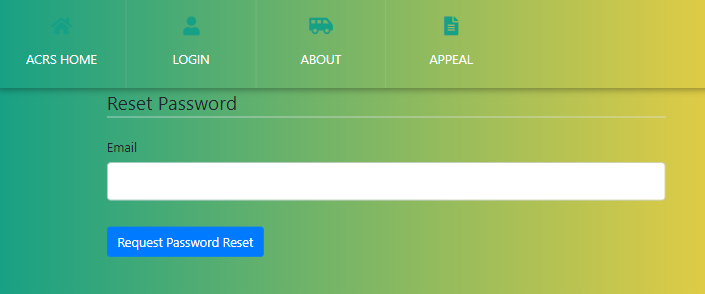 ACRS HOME LOGIN ABOUT APPEAL
Reset Password
Email
Request Password Reset